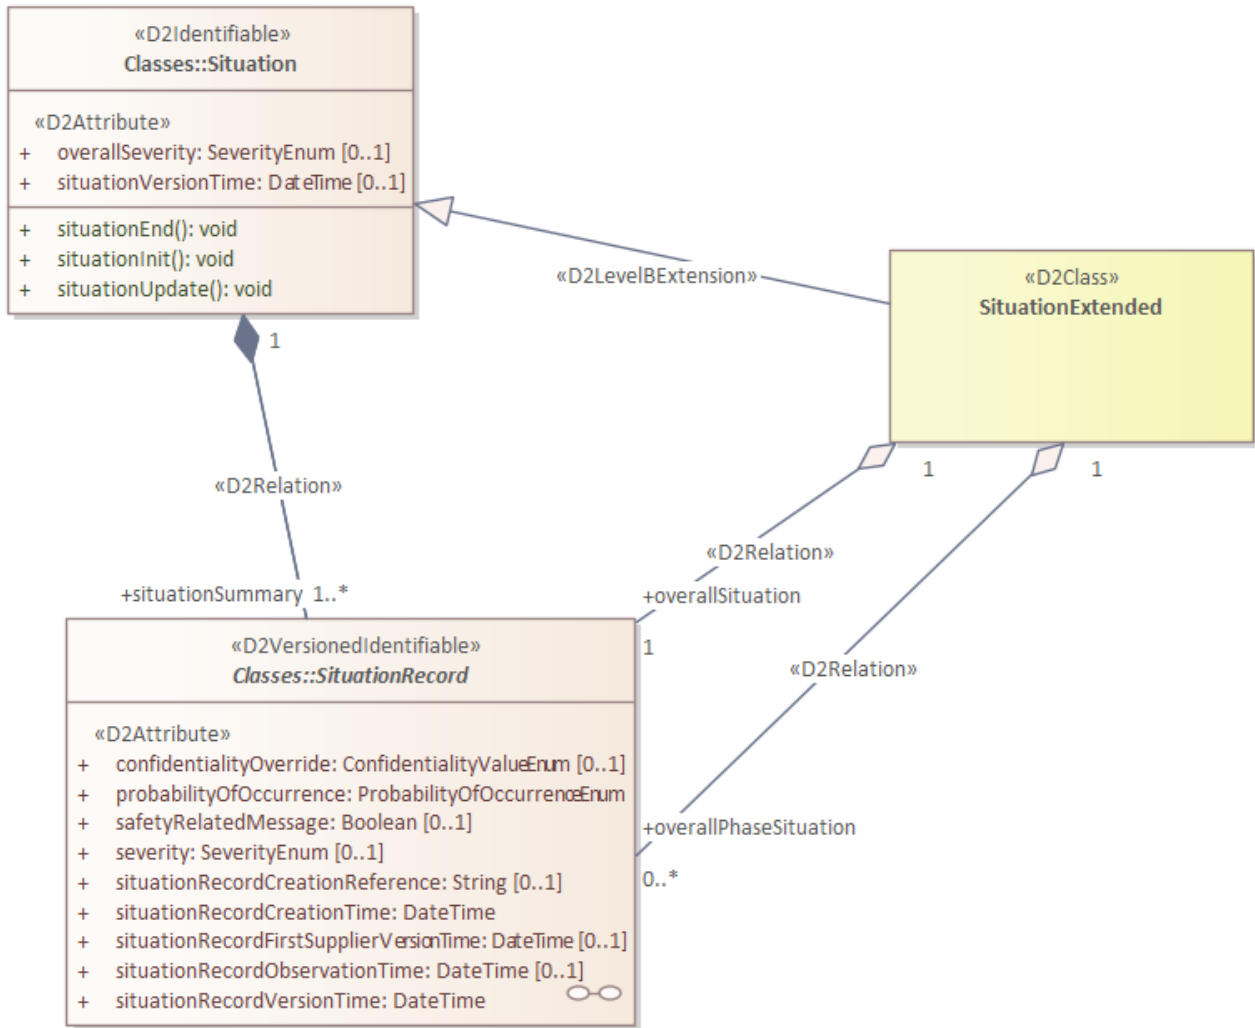 «D2Identifiable»
Classes::Situation
«D2Attribute»
+ overallSeverity: SeverityEnum [0..1]
+ situationVersionTime: DateTime [0..1]
+ situationEnd(): void
+ situationInit(): void
+ situationUpdate(): void
«D2LevelBExtension»
«D2Class»
SituationExtended
1
«D2Relation»
+situationSummary 1..*
1
1
«D2Relation»
+overallSituation
1
«D2Relation»
+overallPhaseSituation
0..*
«D2VersionedIdentifiable»
Classes::SituationRecord
«D2Attribute»
+ confidentialityOverride: ConfidentialityValueEnum [0..1]
+ probabilityOfOccurrence: ProbabilityOfOccurrenceEnum
+ safetyRelatedMessage: Boolean [0..1]
+ severity: SeverityEnum [0..1]
+ situationRecordCreationReference: String [0..1]
+ situationRecordCreationTime: DateTime
+ situationRecordFirstSupplierVersionTime: DateTime [0..1]
+ situationRecordObservationTime: DateTime [0..1]
+ situationRecordVersionTime: DateTime